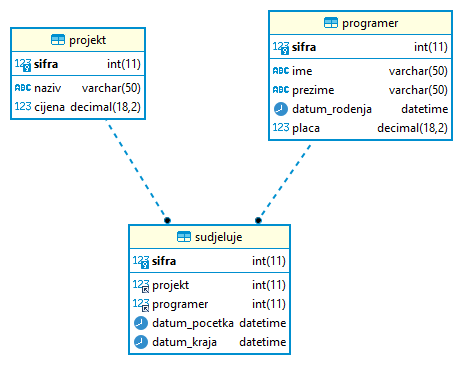 projekt
123 sifra int(11)
ABC naziv varchar(50)
123 cijena decimal(18,2)
programer
123 sifra int(11)
ABC ime varchar(50)
ABC prezime varchar(50)
datum_rodenja datetime
123 placa decimal(18,2)
sudjeluje
123 sifra int(11)
123 projekt int(11)
123 programer int(11)
datum_pocetka datetime
datum_kraja datetime